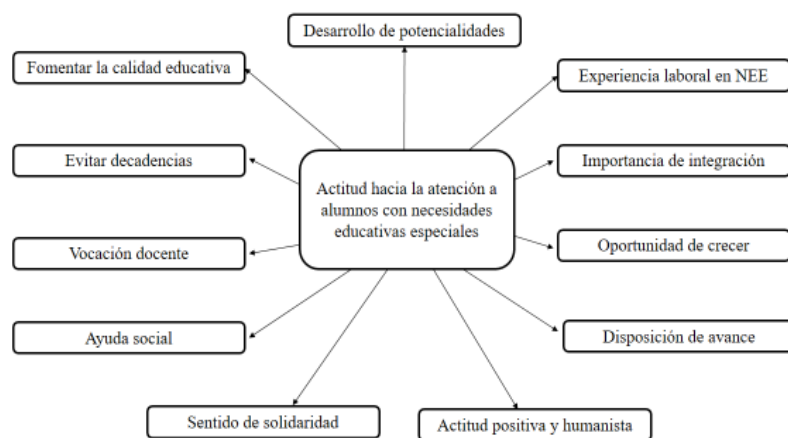 Desarrollo de potencialidades
Fomentar la calidad educativa
Experiencia laboral en NEE
Evitar decadencias
Actitud hacia la atención a
alumnos con necesidades
educativas especiales
Importancia de integración
Vocación docente
Oportunidad de crecer
Ayuda social
Disposición de avance
Sentido de solidaridad
Actitud positiva y humanista